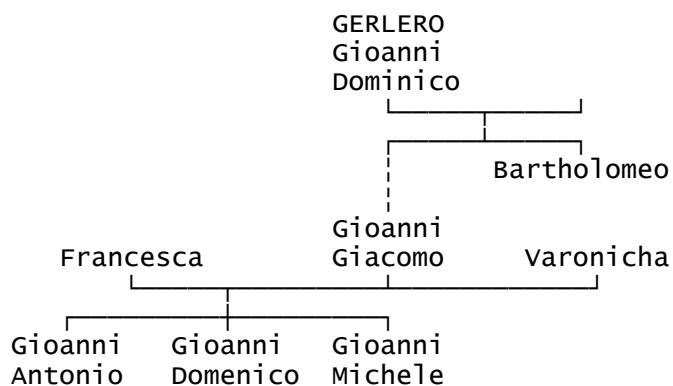 GERLERO
Gioanni
Dominico
Bartholomeo
Gioanni
Francesca Giacomo Varonicha
Gioanni Gioanni Gioanni
Antonio Domenico Michele